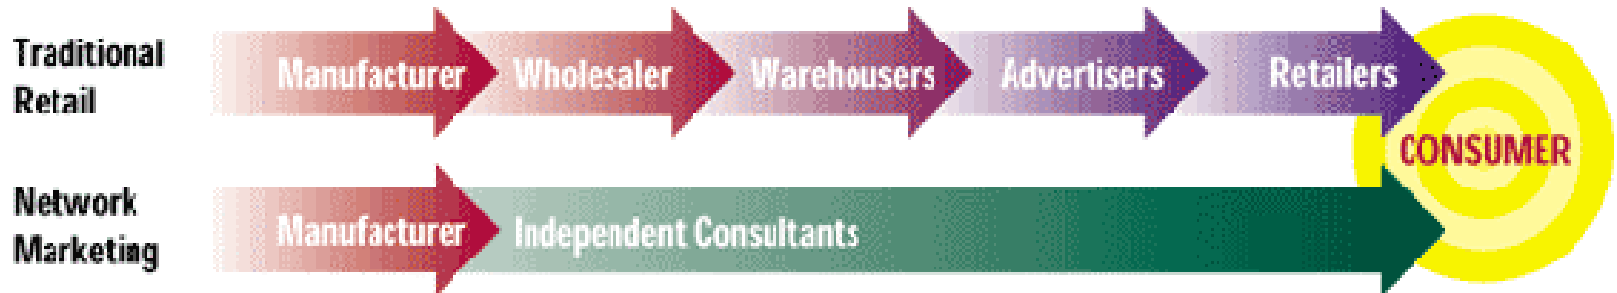 Traditional
Retail
Manufacturer Wholesaler Warehousers Advertisers Retailers
CONSUMER
Network
Marketing
Manufacturer Independent Consultants